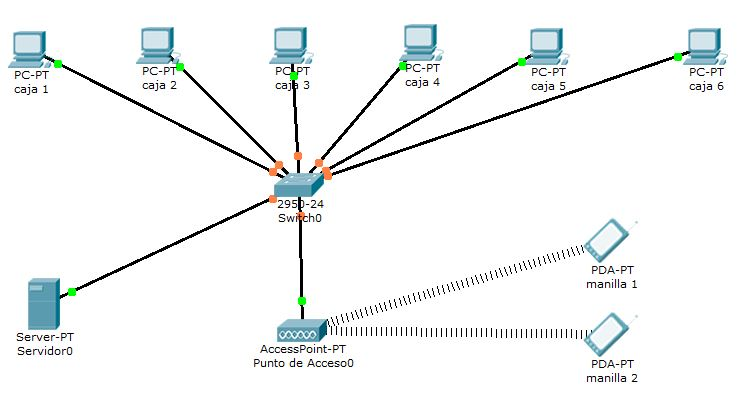 PC-PT
caja 1
PC-PT
caja 2
PC-PT
caja 3
PC-PT
caja 4
PC-PT
caja 5
PC-PT
caja 6
2950-24
Switch0
PDA-PT
manilla 1
Server-PT
Servidor0
AccessPoint-PT
Punto de Acceso0
PDA-PT
manilla 2